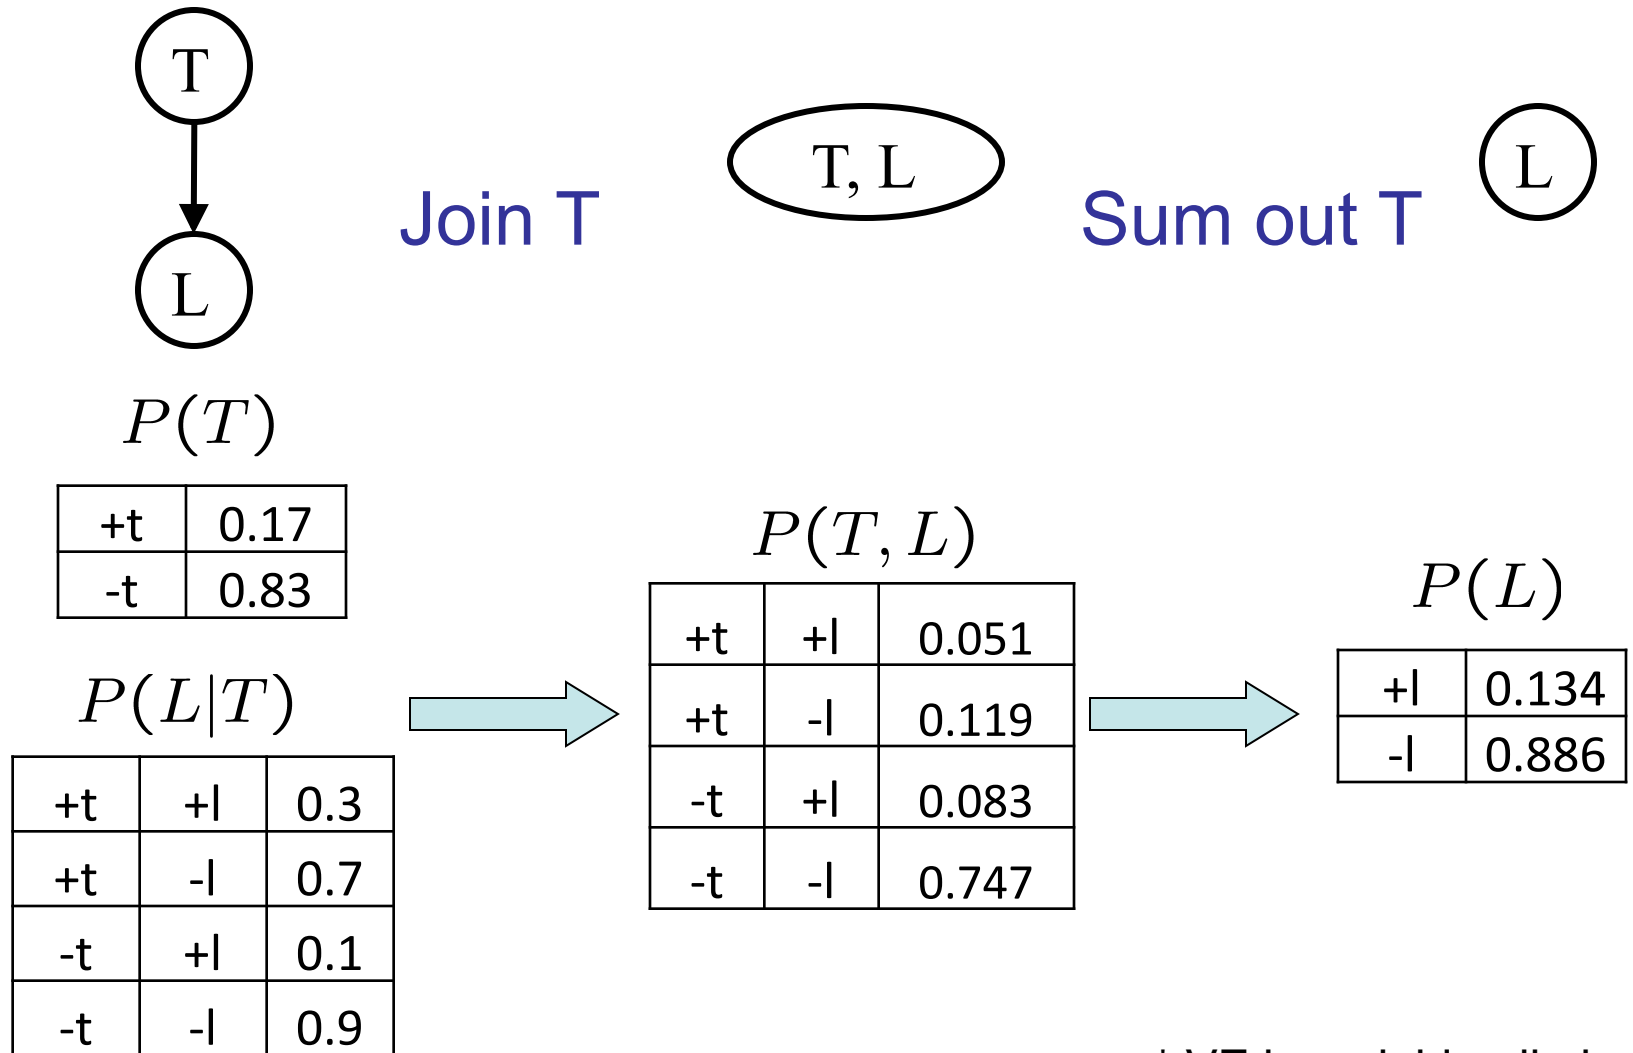 T
L
Join T
T, L
Sum out T
L
P(T)
+t 0.17
-t 0.83
P(L|T)
+t +l 0.3
+t -l 0.7
-t +l 0.1
-t -l 0.9
P(T, L)
+t +l 0.051
+t -l 0.119
-t +l 0.083
-t -l 0.747
P(L)
+l 0.134
-l 0.886